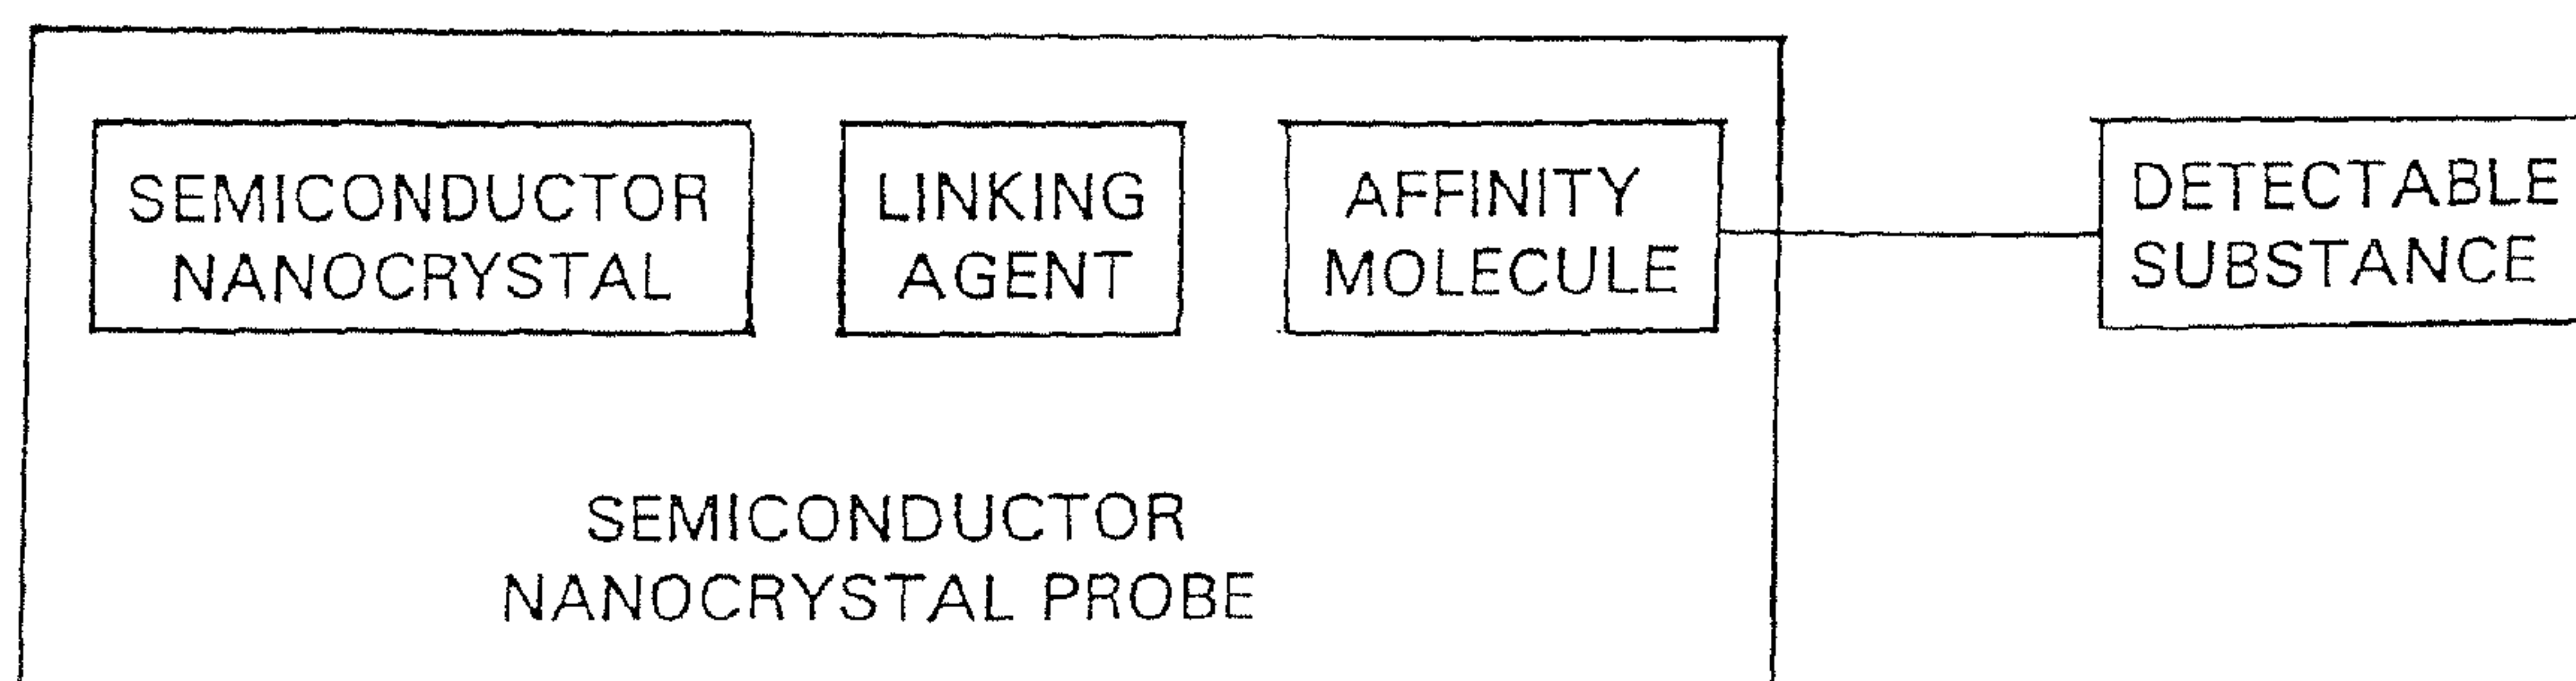 SEMICONDUCTOR
NANOCRYSTAL
LINKING
AGENT
AFFINITY
MOLECULE
DETECTABLE
SUBSTANCE
SEMICONDUCTOR
NANOCRYSTAL PROBE